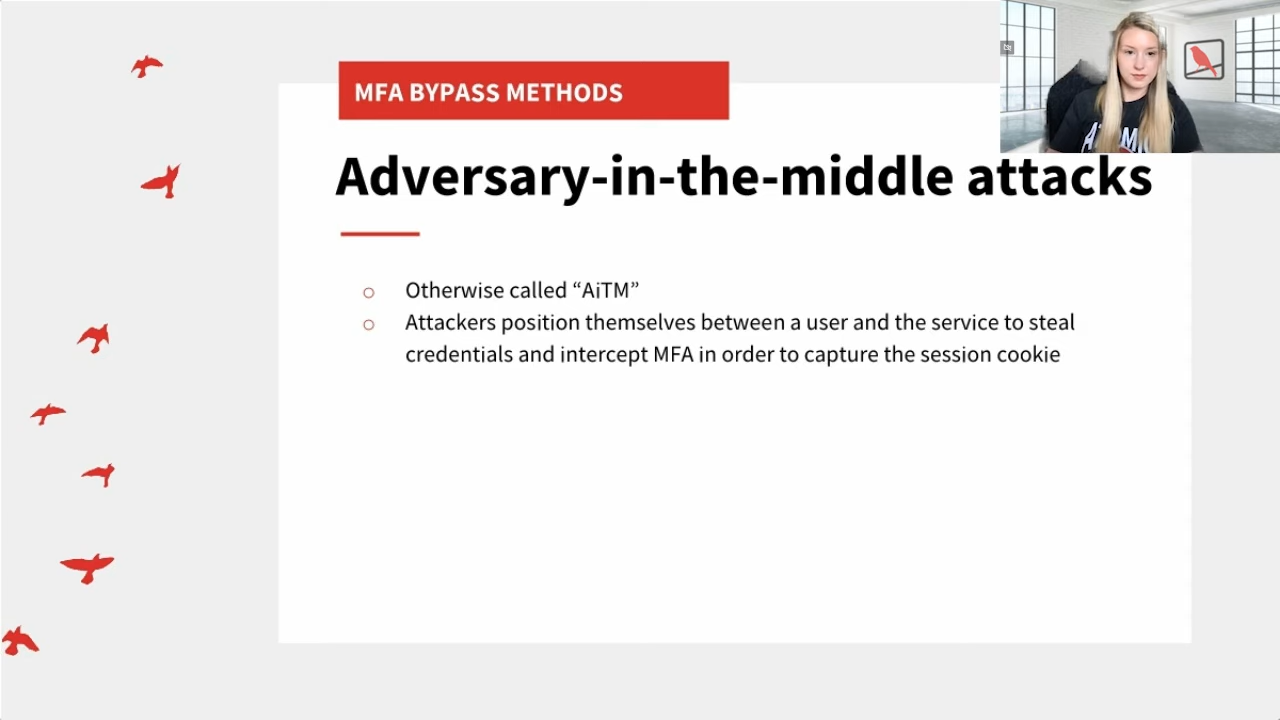 MFA BYPASS METHODS
Adversary-in-the-middle attacks
Otherwise called “AiTM”
Attackers position themselves between a user and the service to steal
credentials and intercept MFA in order to capture the session cookie